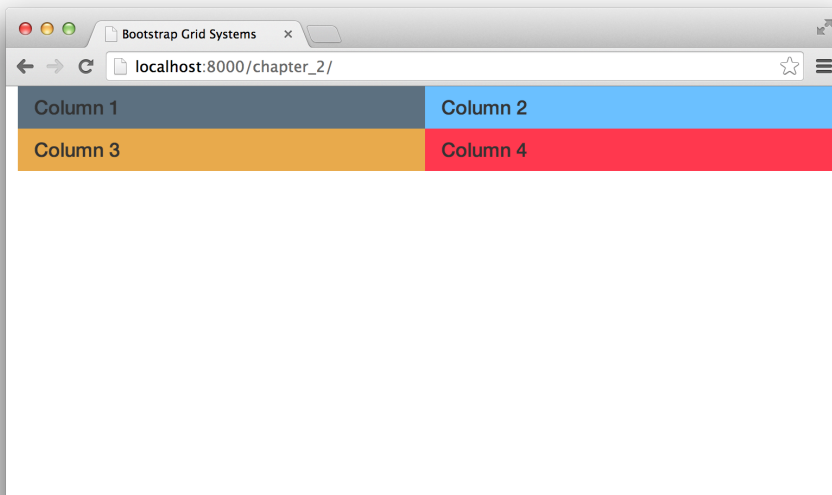 Bootstrap Grid Systems
localhost:8000/chapter_2/
Column 1 Column 2
Column 3 Column 4